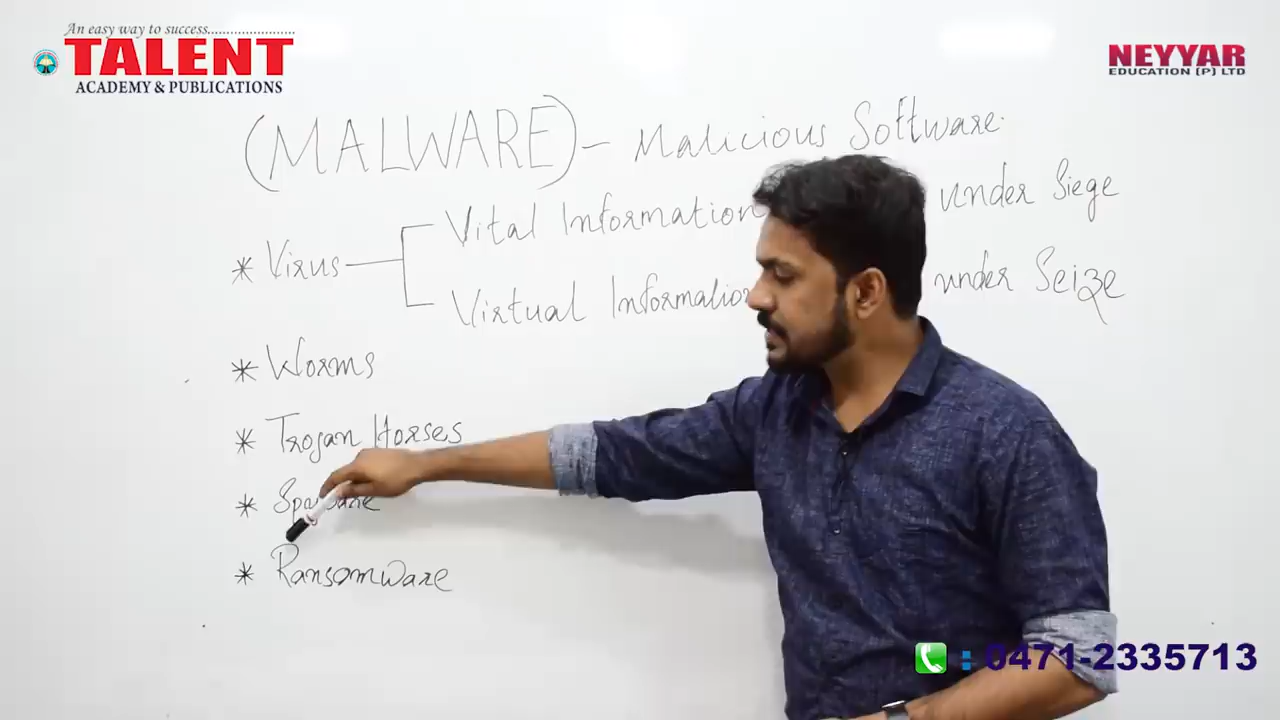 An easy way to success........................
TALENT
ACADEMY & PUBLICATIONS
NEYYAR
EDUCATION (P) LTD
(MALWARE) - Malicious Software
* Virus
Vital Information under Siege
Virtual Information under Seize
* Worms
* Trojan Horses
* Ransomware
0471-2335713